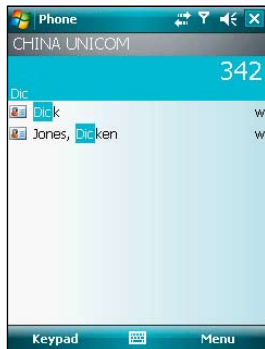 Phone
CHINA UNICOM
342
Dic
Dick w
Jones, Dicken w
Keypad Menu